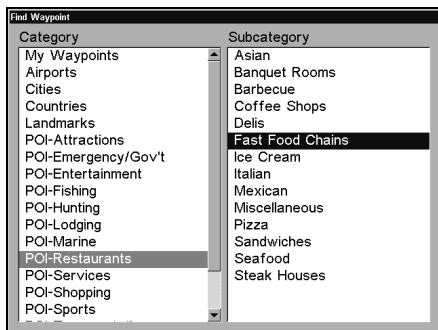 Find Waypoint
Category
My Waypoints
Airports
Cities
Countries
Landmarks
POI-Attractions
POI-Emergency/Gov't
POI-Entertainment
POI-Fishing
POI-Hunting
POI-Lodging
POI-Marine
POI-Restaurants
POI-Services
POI-Shopping
POI-Sports
Subcategory
Asian
Banquet Rooms
Barbecue
Coffee Shops
Delis
Fast Food Chains
Ice Cream
Italian
Mexican
Miscellaneous
Pizza
Sandwiches
Seafood
Steak Houses